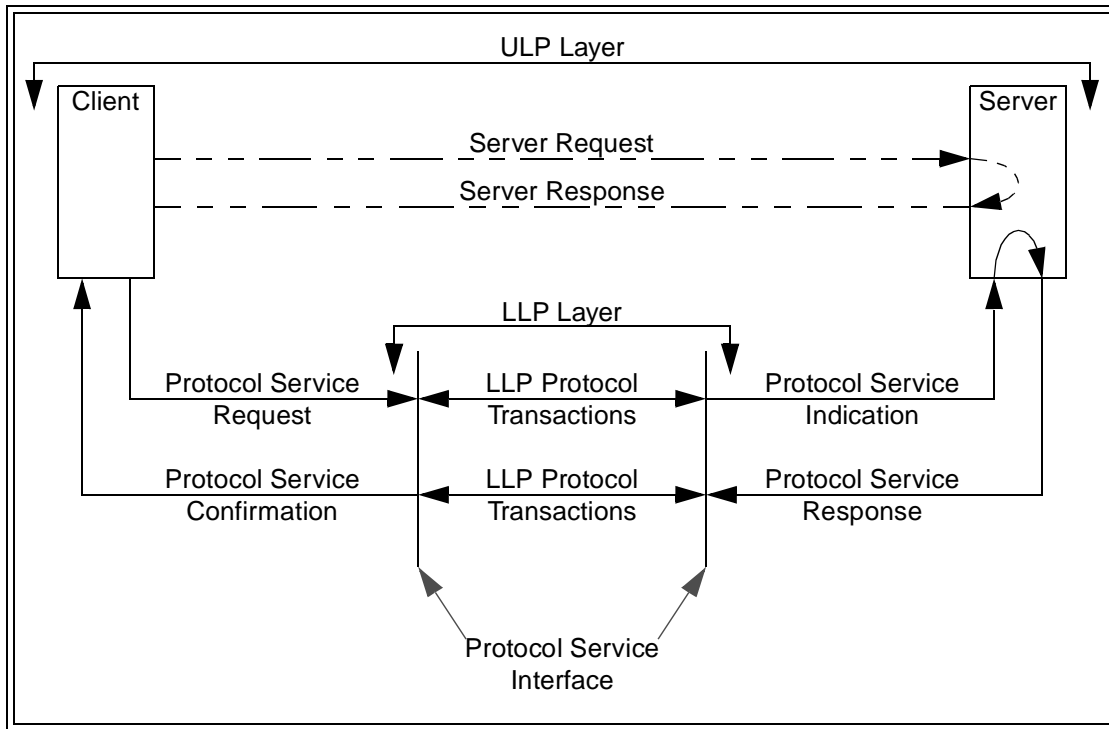 ULP Layer
Client
Server
Server Request
Server Response
LLP Layer
Protocol Service
Request
LLP Protocol
Transactions
Protocol Service
Indication
Protocol Service
Confirmation
LLP Protocol
Transactions
Protocol Service
Response
Protocol Service
Interface